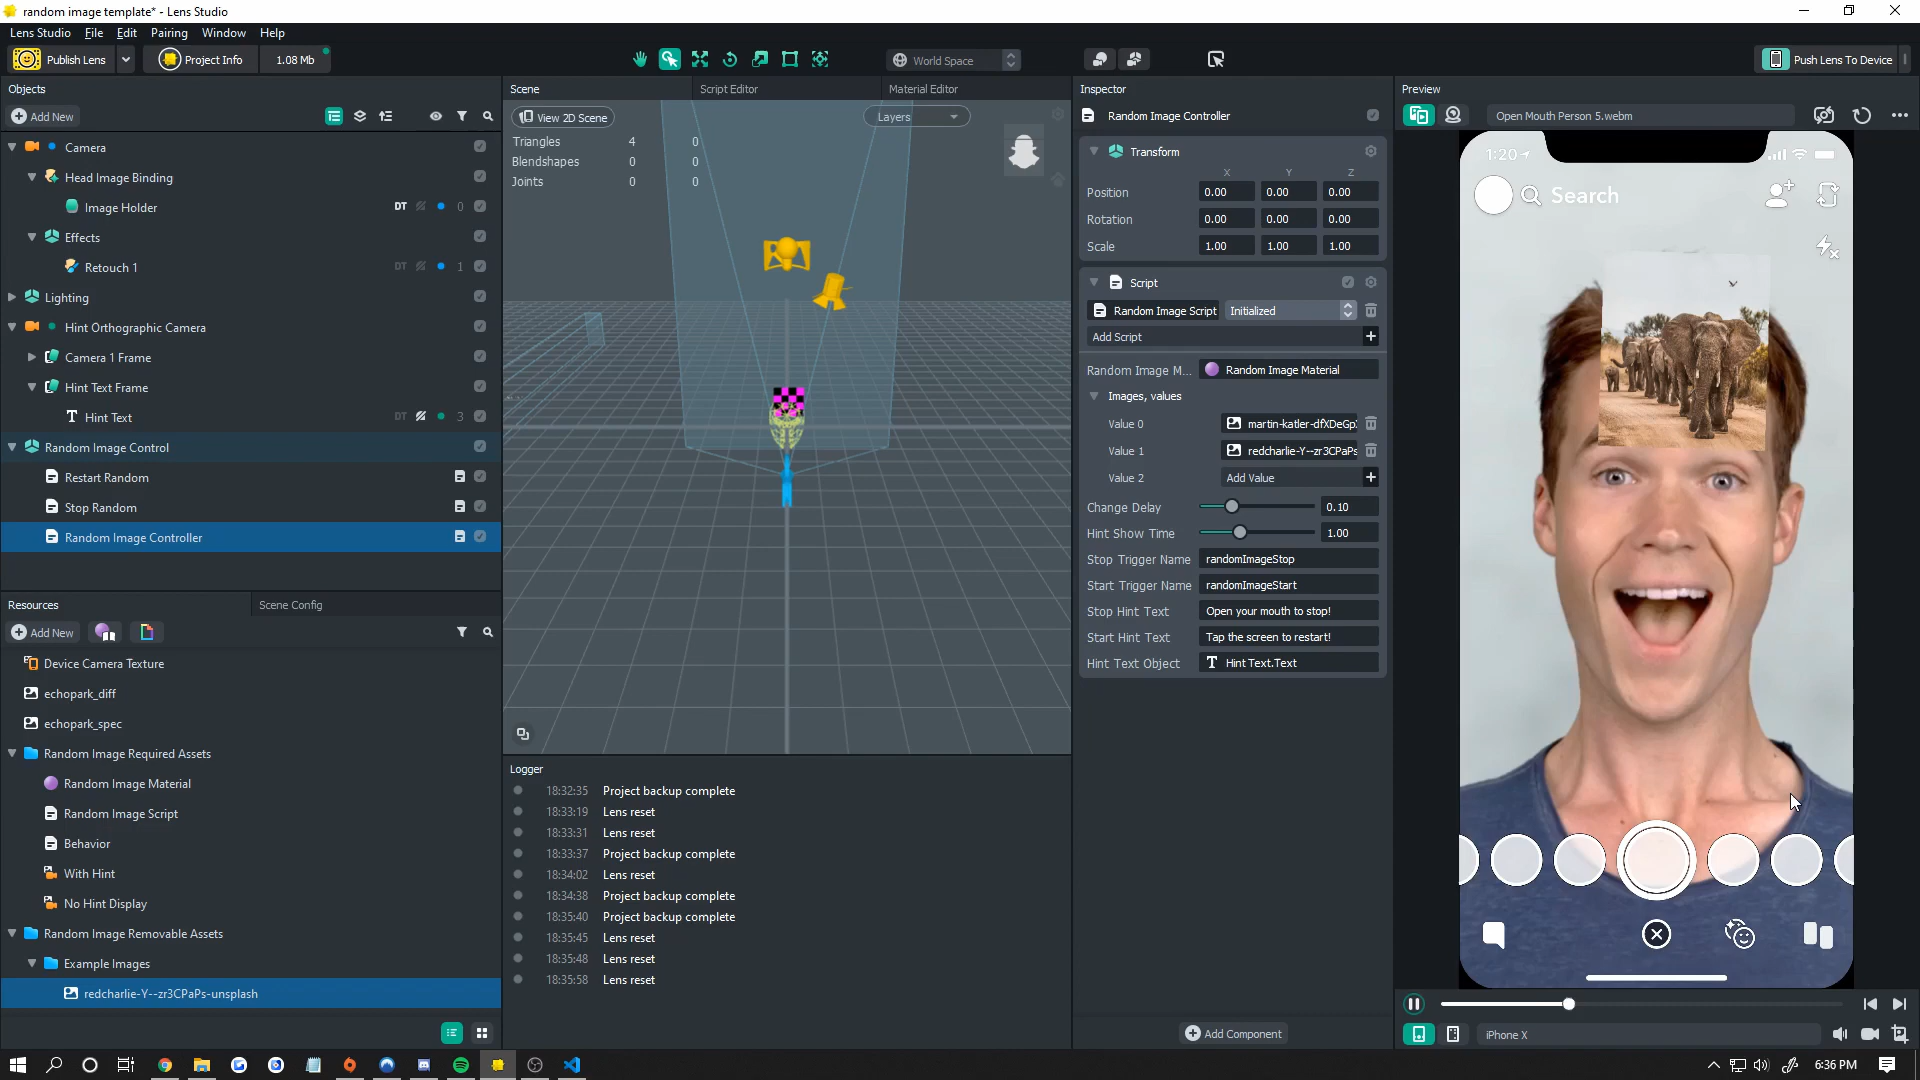 random image template* - Lens Studio
Lens Studio File Edit Pairing Window Help
Publish Lens Project Info 1.08 Mb World Space Push Lens To Device
Objects
Add New
Camera
Head Image Binding
Image Holder DT 0
Effects
Retouch 1 DT 1
Lighting
Hint Orthographic Camera
Camera 1 Frame
Hint Text Frame
Hint Text DT 3
Random Image Control
Restart Random
Stop Random
Random Image Controller
Resources Scene Config
Add New
Device Camera Texture
echopark_diff
echopark_spec
Random Image Required Assets
Random Image Material
Random Image Script
Behavior
With Hint
No Hint Display
Random Image Removable Assets
Example Images
redcharlie-Y--zr3CPaPs-unsplash
Scene Script Editor Material Editor
View 2D Scene Layers
Triangles 4 0
Blendshapes 0 0
Joints 0 0
Logger
18:32:35 Project backup complete
18:33:19 Lens reset
18:33:31 Lens reset
18:33:37 Project backup complete
18:34:02 Lens reset
18:34:38 Project backup complete
18:35:40 Project backup complete
18:35:45 Lens reset
18:35:48 Lens reset
18:35:58 Lens reset
Inspector
Random Image Controller
Transform
X Y Z
Position 0.00 0.00 0.00
Rotation 0.00 0.00 0.00
Scale 1.00 1.00 1.00
Script
Random Image Script Initialized
Add Script
Random Image M... Random Image Material
Images, values
Value 0 martin-katler-dfXDeGp
Value 1 redcharlie-Y--zr3CPaPs
Value 2 Add Value
Change Delay 0.10
Hint Show Time 1.00
Stop Trigger Name randomImageStop
Start Trigger Name randomImageStart
Stop Hint Text Open your mouth to stop!
Start Hint Text Tap the screen to restart!
Hint Text Object Hint Text.Text
Add Component
Preview
Open Mouth Person 5.webm
1:20
Search
iPhone X
6:36 PM